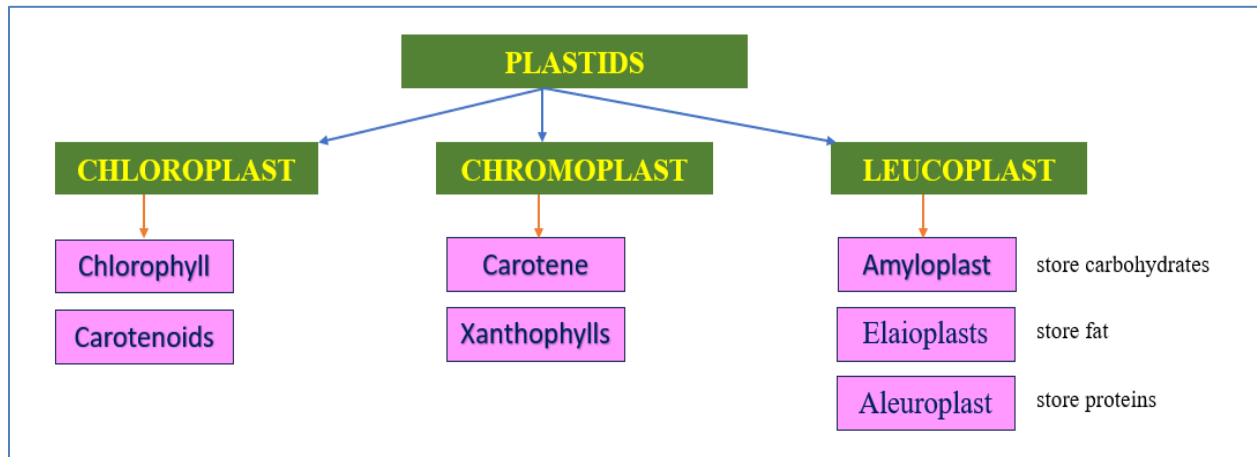 PLASTIDS
CHLOROPLAST
CHROMOPLAST
LEUCOPLAST
Chlorophyll
Carotene
Amyloplast
store carbohydrates
Carotenoids
Xanthophylls
Elaioplasts
store fat
Aleuroplast
store proteins